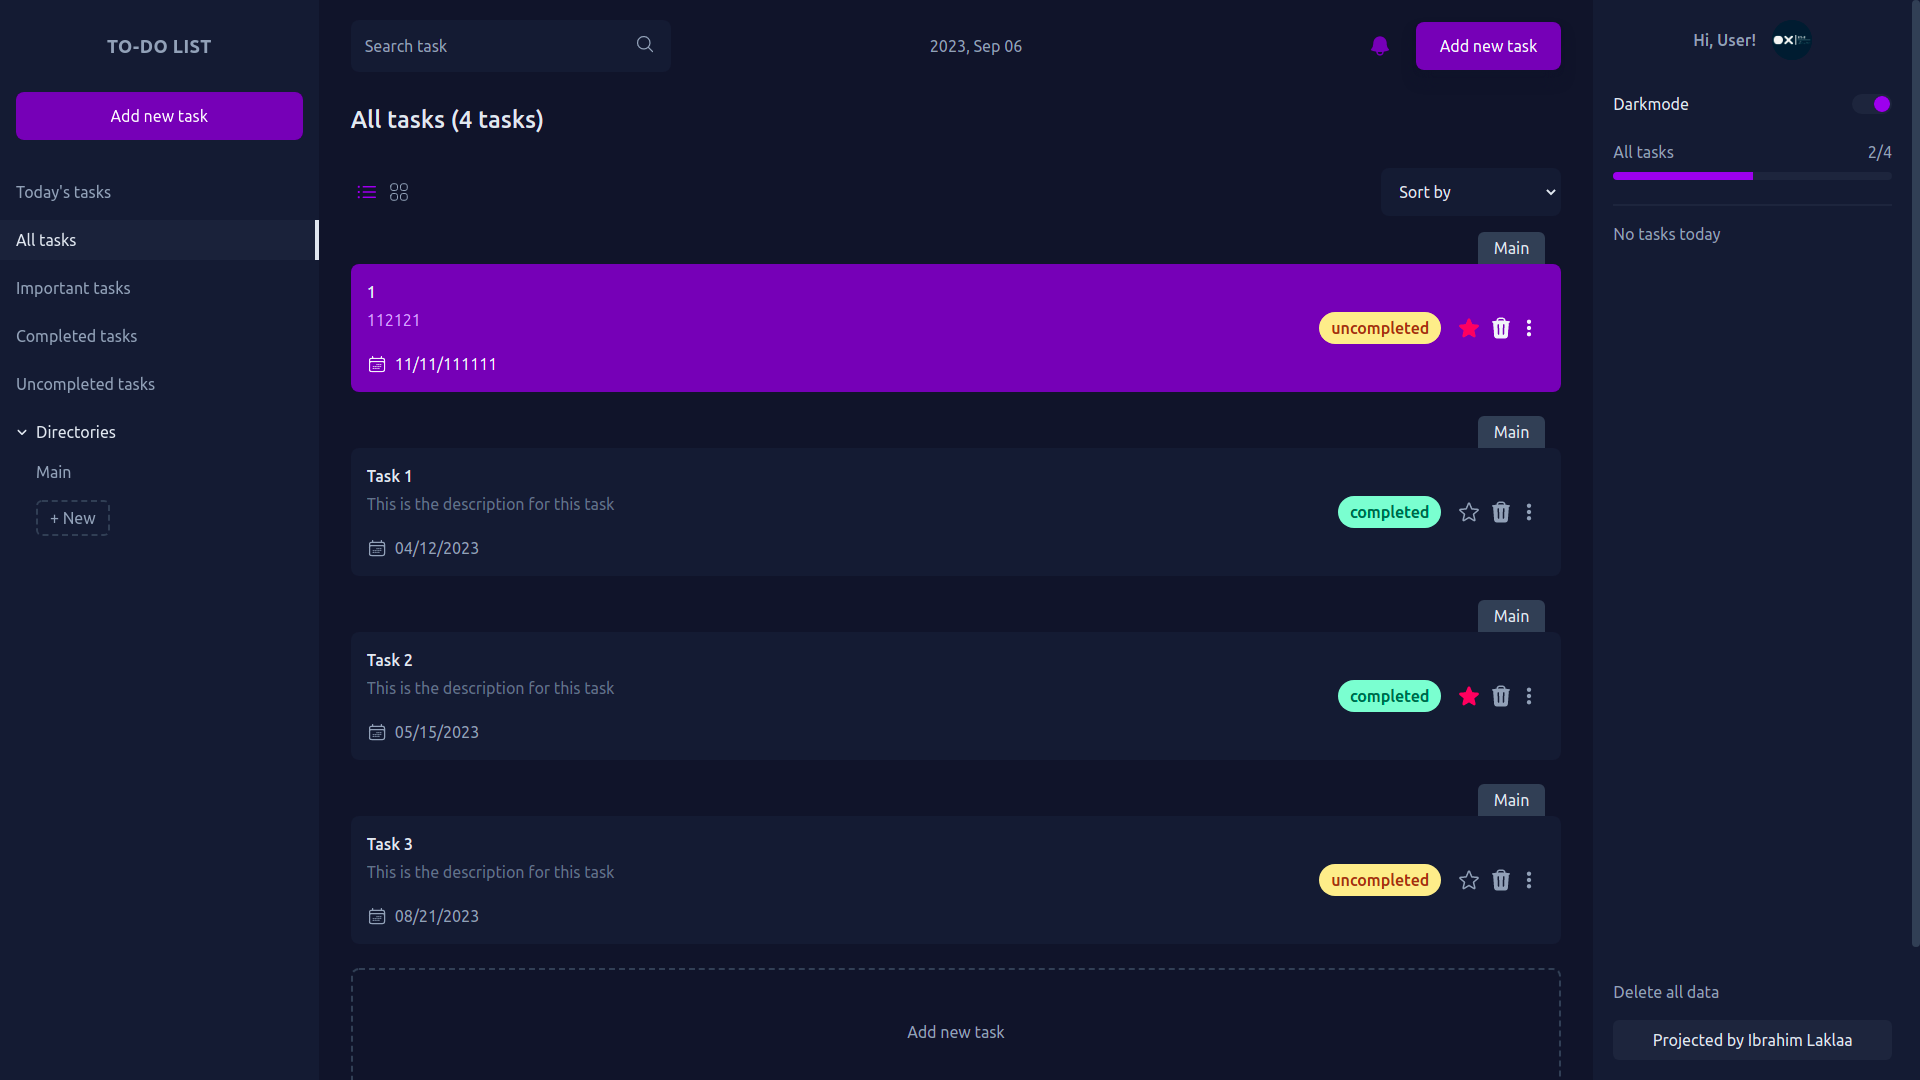 TO-DO LIST
Add new task
Today's tasks
All tasks
Important tasks
Completed tasks
Uncompleted tasks
Directories
Main
+ New
Search task
2023, Sep 06
Add new task
All tasks (4 tasks)
Sort by
Main
1
112121
11/11/111111
uncompleted
Main
Task 1
This is the description for this task
04/12/2023
completed
Main
Task 2
This is the description for this task
05/15/2023
completed
Main
Task 3
This is the description for this task
08/21/2023
uncompleted
Add new task
Hi, User!
Darkmode
All tasks
2/4
No tasks today
Delete all data
Projected by Ibrahim Laklaa